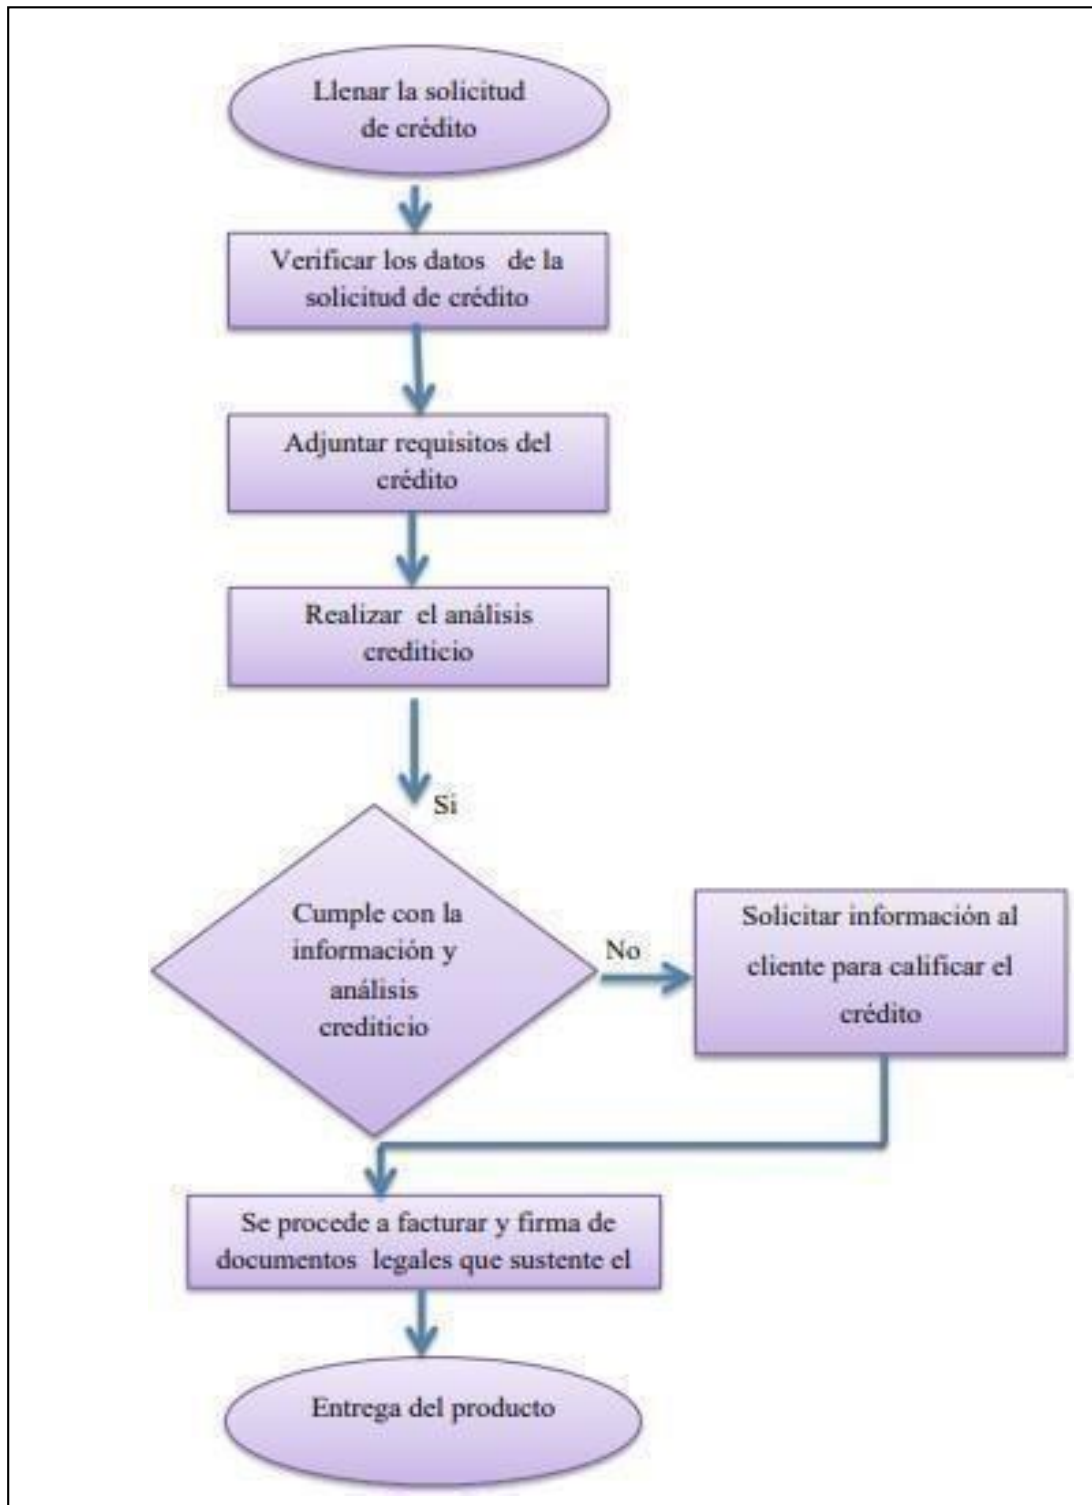 Llenar la solicitud
de crédito
Verificar los datos de la
solicitud de crédito
Adjuntar requisitos del
crédito
Realizar el análisis
crediticio
Si
Cumple con la
información y
análisis
crediticio
No
Solicitar información al
cliente para calificar el
crédito
Se procede a facturar y firma de
documentos legales que sustente el
Entrega del producto